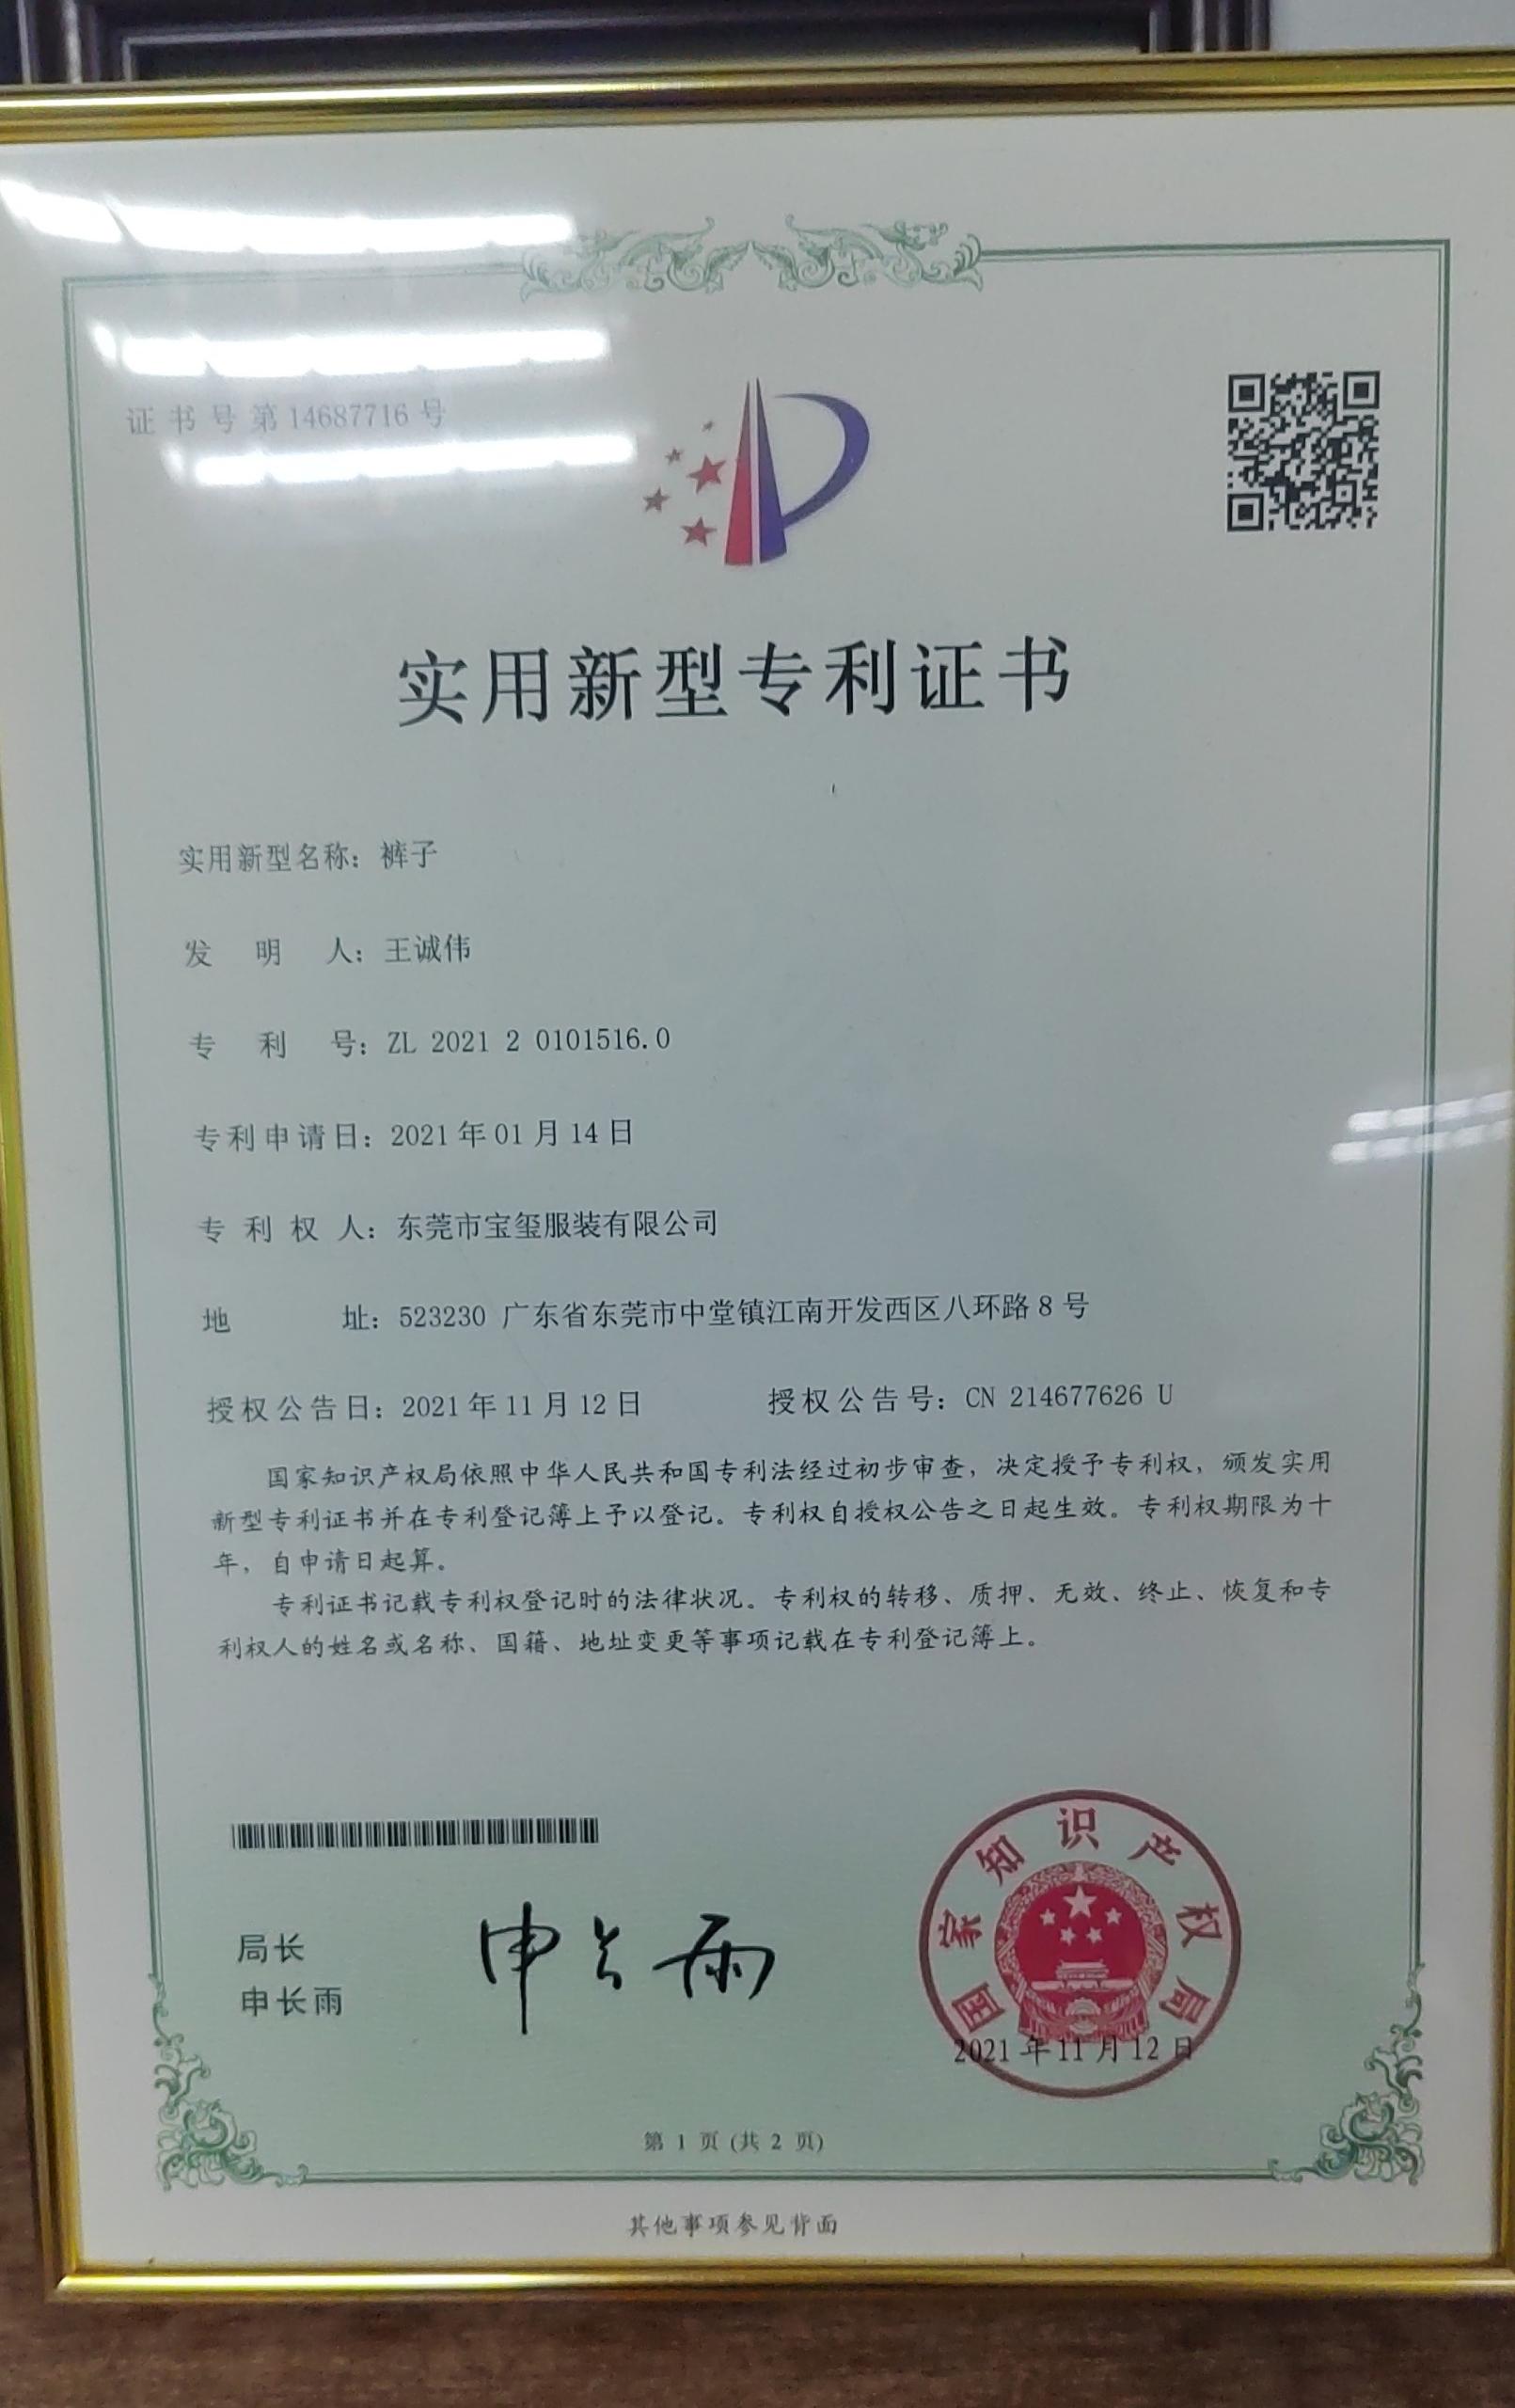 证书号第14687716号
实用新型专利证书
实用新型名称：裤子
发明人：王诚伟
专利号：ZL 2021 2 0101516.0
专利申请日：2021年01月14日
专利权人：东莞市宝玺服装有限公司
地址：523230 广东省东莞市中堂镇江南开发西区八环路8号
授权公告日：2021年11月12日 授权公告号：CN 214677626 U
国家知识产权局依照中华人民共和国专利法经过初步审查，决定授予专利权，颁发实用
新型专利证书并在专利登记簿上予以登记。专利权自授权公告之日起生效。专利权期限为十
年，自申请日起算。
专利证书记载专利权登记时的法律状况。专利权的转移、质押、无效、终止、恢复和专
利权人的姓名或名称、国籍、地址变更等事项记载在专利登记簿上。
局长
申长雨
申长雨
国家知识产权局
2021年11月12日
第 1 页 (共 2 页)
其他事项参见背面